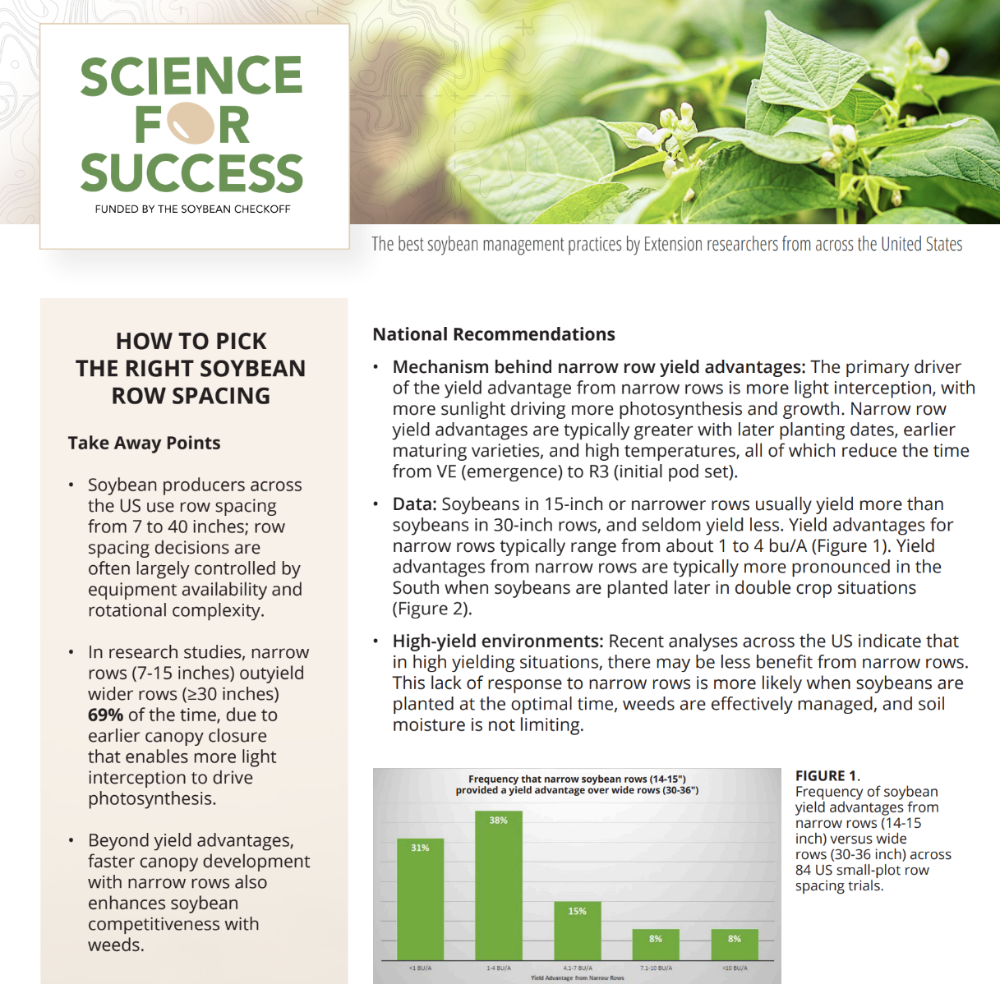 SCIENCE
FOR
SUCCESS
FUNDED BY THE SOYBEAN CHECKOFF
The best soybean management practices by Extension researchers from across the United States
HOW TO PICK
THE RIGHT SOYBEAN
ROW SPACING
Take Away Points
• Soybean producers across
the US use row spacing
from 7 to 40 inches; row
spacing decisions are
often largely controlled by
equipment availability and
rotational complexity.
• In research studies, narrow
rows (7-15 inches) outyield
wider rows (≥30 inches)
69% of the time, due to
earlier canopy closure
that enables more light
interception to drive
photosynthesis.
• Beyond yield advantages,
faster canopy development
with narrow rows also
enhances soybean
competitiveness with
weeds.
National Recommendations
• Mechanism behind narrow row yield advantages: The primary driver
of the yield advantage from narrow rows is more light interception, with
more sunlight driving more photosynthesis and growth. Narrow row
yield advantages are typically greater with later planting dates, earlier
maturing varieties, and high temperatures, all of which reduce the time
from VE (emergence) to R3 (initial pod set).
• Data: Soybeans in 15-inch or narrower rows usually yield more than
soybeans in 30-inch rows, and seldom yield less. Yield advantages for
narrow rows typically range from about 1 to 4 bu/A (Figure 1). Yield
advantages from narrow rows are typically more pronounced in the
South when soybeans are planted later in double crop situations
(Figure 2).
• High-yield environments: Recent analyses across the US indicate that
in high yielding situations, there may be less benefit from narrow rows.
This lack of response to narrow rows is more likely when soybeans are
planted at the optimal time, weeds are effectively managed, and soil
moisture is not limiting.
Frequency that narrow soybean rows (14-15")
provided a yield advantage over wide rows (30-36")
31%
38%
15%
8%
8%
<1 BU/A
1-4 BU/A
4.1-7 BU/A
7.1-10 BU/A
>10 BU/A
Yield Advantage from Narrow Rows
FIGURE 1.
Frequency of soybean
yield advantages from
narrow rows (14-15
inch) versus wide
rows (30-36 inch) across
84 US small-plot row
spacing trials.